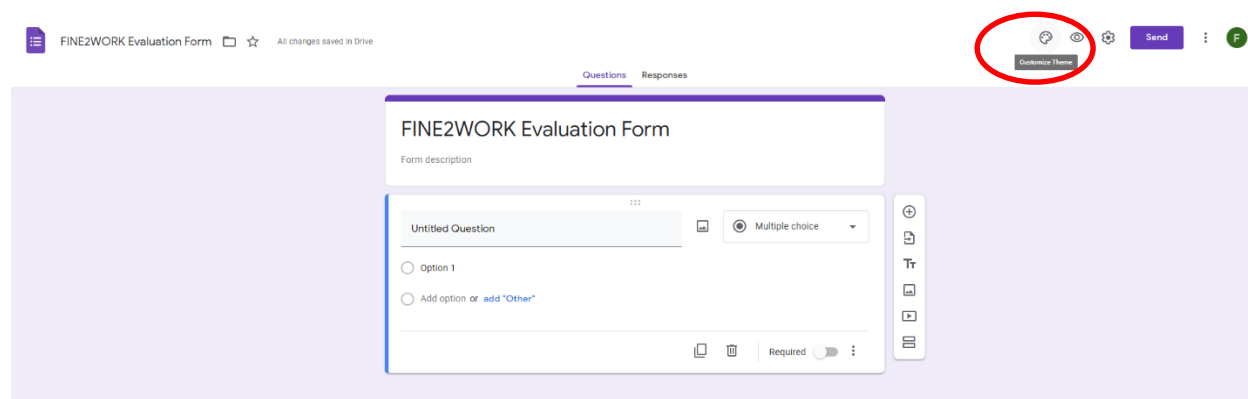 FINE2WORK Evaluation Form
All changes saved in Drive
Send
F
Customize Theme
Questions Responses
FINE2WORK Evaluation Form
Form description
Untitled Question
Multiple choice
Option 1
Add option or add "Other"
Tт
Required